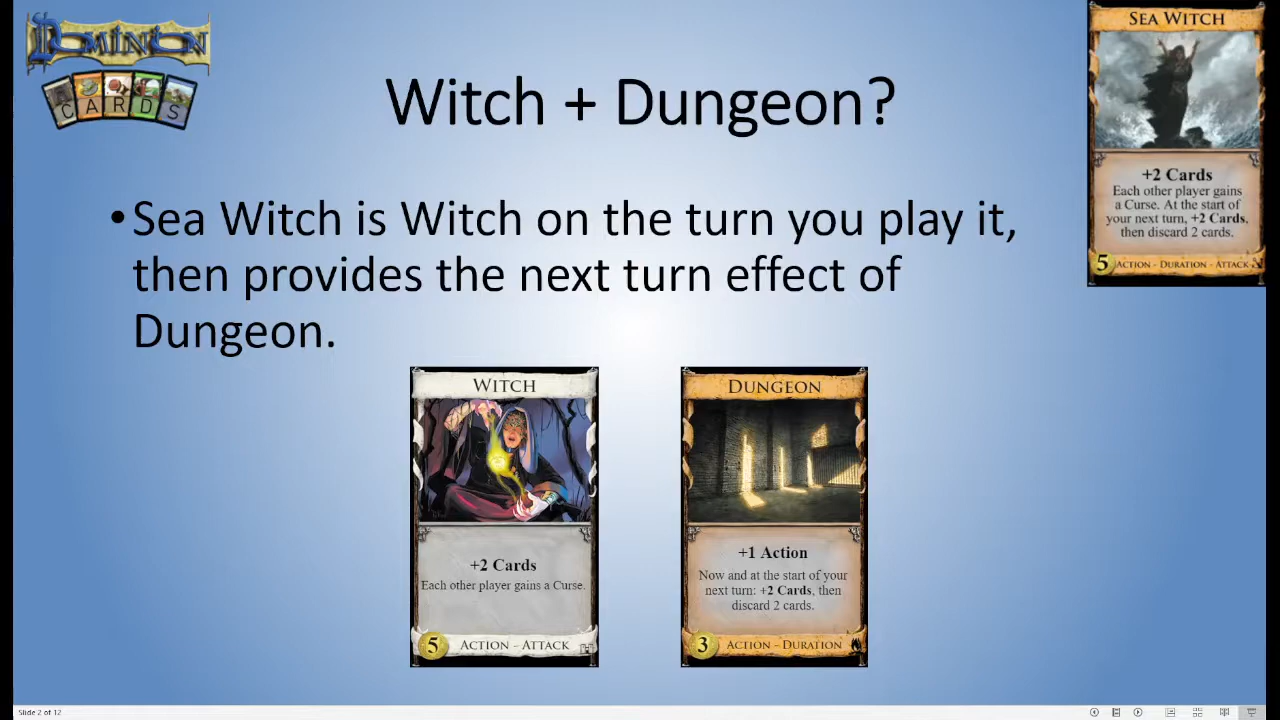 DOMINION
CARDS
Witch + Dungeon?
SEA WITCH
+2 Cards
Each other player gains
a Curse. At the start of
your next turn, +2 Cards,
then discard 2 cards.
5 ACTION - DURATION - ATTACK
• Sea Witch is Witch on the turn you play it,
then provides the next turn effect of
Dungeon.
WITCH
+2 Cards
Each other player gains a Curse.
5 ACTION - ATTACK
DUNGEON
+1 Action
Now and at the start of your
next turn: +2 Cards, then
discard 2 cards.
3 ACTION - DURATION
Slide 2 of 12